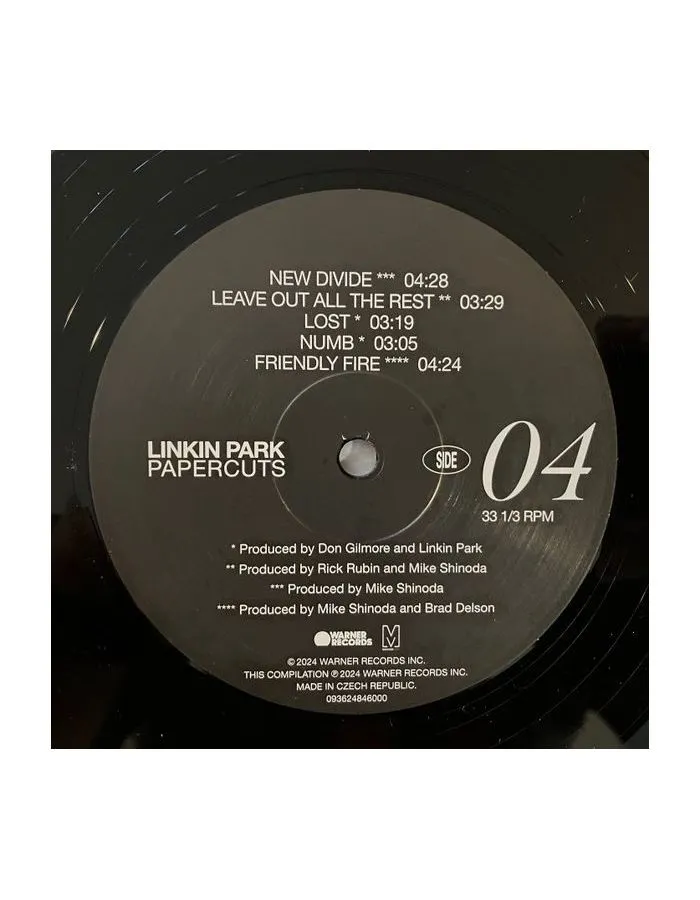 NEW DIVIDE *** 04:28
LEAVE OUT ALL THE REST ** 03:29
LOST * 03:19
NUMB * 03:05
FRIENDLY FIRE **** 04:24
LINKIN PARK
PAPERCUTS
SIDE 04
33 1/3 RPM
* Produced by Don Gilmore and Linkin Park
** Produced by Rick Rubin and Mike Shinoda
*** Produced by Mike Shinoda
**** Produced by Mike Shinoda and Brad Delson
WARNER RECORDS
© 2024 WARNER RECORDS INC.
THIS COMPILATION ℗ 2024 WARNER RECORDS INC.
MADE IN CZECH REPUBLIC.
093624846000